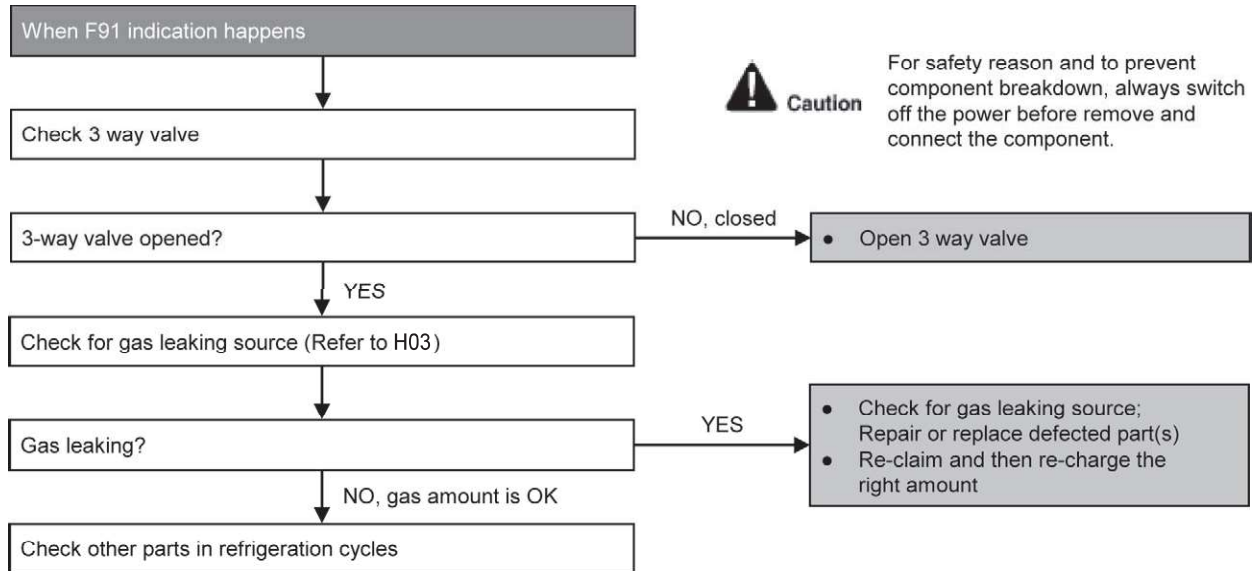 When F91 indication happens
Caution
For safety reason and to prevent
component breakdown, always switch
off the power before remove and
connect the component.
Check 3 way valve
3-way valve opened?
NO, closed
● Open 3 way valve
YES
Check for gas leaking source (Refer to H03)
Gas leaking?
YES
● Check for gas leaking source;
Repair or replace defected part(s)
● Re-claim and then re-charge the
right amount
NO, gas amount is OK
Check other parts in refrigeration cycles